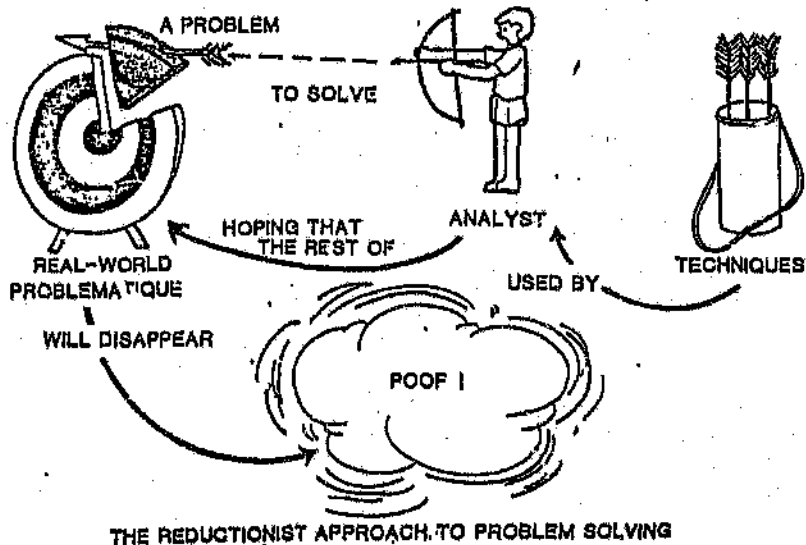 A PROBLEM
TO SOLVE
ANALYST
TECHNIQUES
USED BY
HOPING THAT
THE REST OF
REAL-WORLD
PROBLEMATIQUE
WILL DISAPPEAR
POOF !
THE REDUCTIONIST APPROACH TO PROBLEM SOLVING